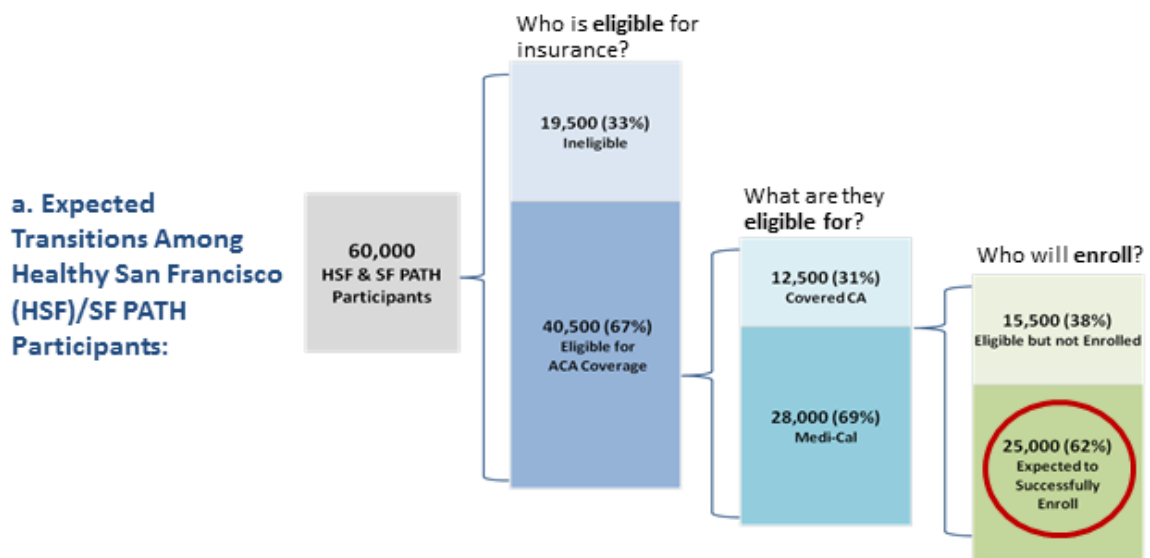 a. Expected
Transitions Among
Healthy San Francisco
(HSF)/SF PATH
Participants:
60,000
HSF & SF PATH
Participants
Who is eligible for
insurance?
19,500 (33%)
Ineligible
40,500 (67%)
Eligible for
ACA Coverage
What are they
eligible for?
12,500 (31%)
Covered CA
28,000 (69%)
Medi-Cal
Who will enroll?
15,500 (38%)
Eligible but not Enrolled
25,000 (62%)
Expected to
Successfully
Enroll